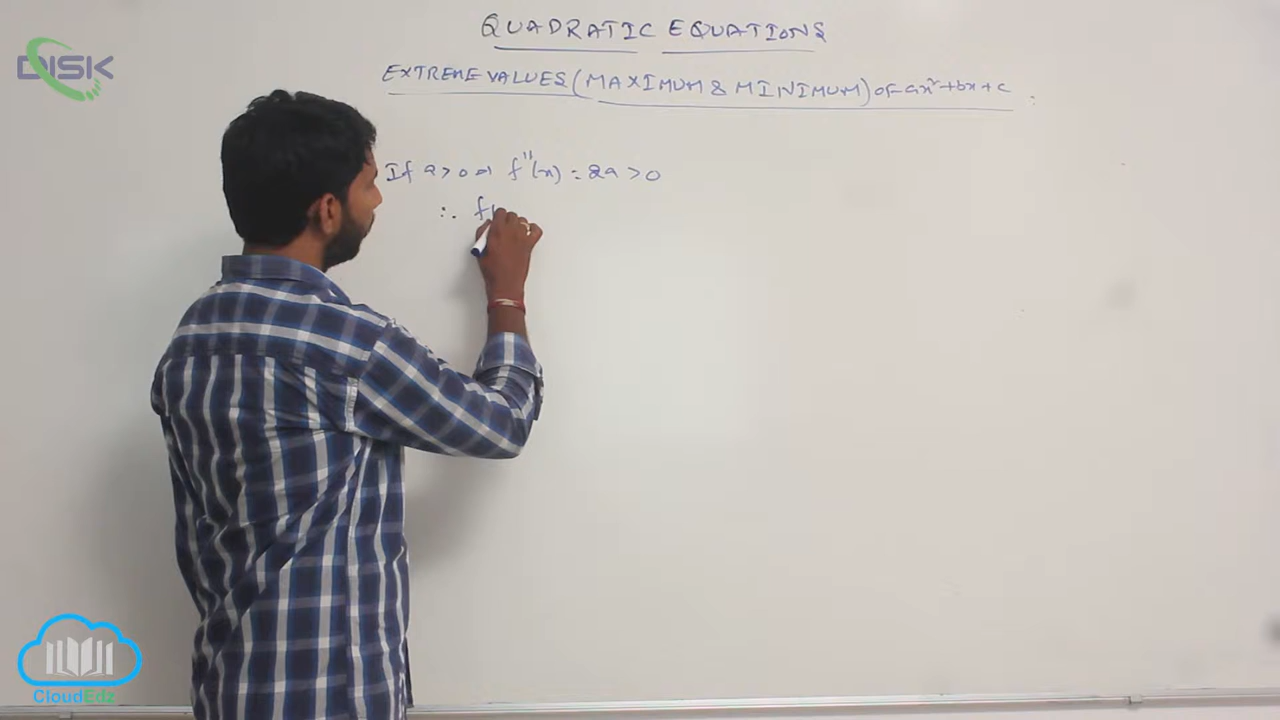 QUADRATIC EQUATIONS
DISK
EXTREME VALUES (MAXIMUM & MINIMUM) of ax²+bx+c :
If a>0 ⇒ f''(x) = 2a > 0
∴ f(
CloudEdz